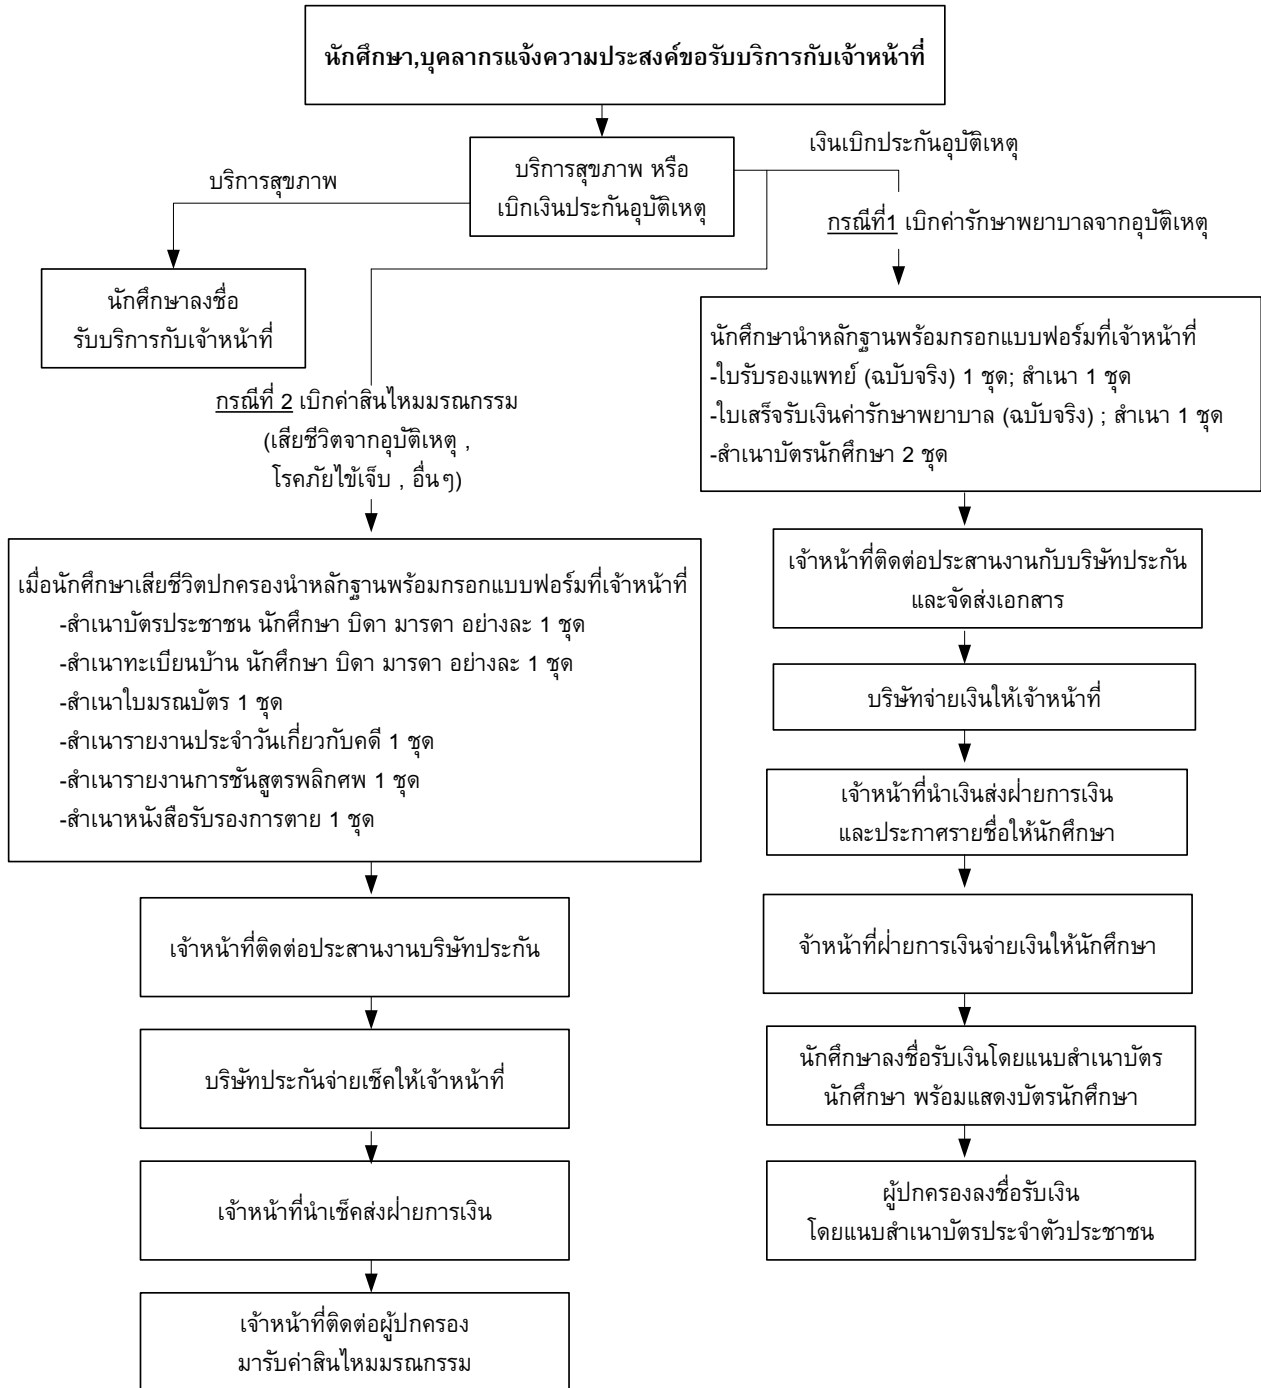 นักศึกษา,บุคลากรแจ้งความประสงค์ขอรับบริการกับเจ้าหน้าที่
บริการสุขภาพ หรือ
เบิกเงินประกันอุบัติเหตุ
บริการสุขภาพ
เงินเบิกประกันอุบัติเหตุ
นักศึกษาลงชื่อ
รับบริการกับเจ้าหน้าที่
กรณีที่1 เบิกค่ารักษาพยาบาลจากอุบัติเหตุ
นักศึกษานำหลักฐานพร้อมกรอกแบบฟอร์มที่เจ้าหน้าที่
-ใบรับรองแพทย์ (ฉบับจริง) 1 ชุด; สำเนา 1 ชุด
-ใบเสร็จรับเงินค่ารักษาพยาบาล (ฉบับจริง) ; สำเนา 1 ชุด
-สำเนาบัตรนักศึกษา 2 ชุด
เจ้าหน้าที่ติดต่อประสานงานกับบริษัทประกัน
และจัดส่งเอกสาร
บริษัทจ่ายเงินให้เจ้าหน้าที่
เจ้าหน้าที่นำเงินส่งฝ่ายการเงิน
และประกาศรายชื่อให้นักศึกษา
จ้าหน้าที่ฝ่ายการเงินจ่ายเงินให้นักศึกษา
นักศึกษาลงชื่อรับเงินโดยแนบสำเนาบัตร
นักศึกษา พร้อมแสดงบัตรนักศึกษา
ผู้ปกครองลงชื่อรับเงิน
โดยแนบสำเนาบัตรประจำตัวประชาชน
กรณีที่ 2 เบิกค่าสินไหมมรณกรรม
(เสียชีวิตจากอุบัติเหตุ ,
โรคภัยไข้เจ็บ , อื่นๆ)
เมื่อนักศึกษาเสียชีวิตปกครองนำหลักฐานพร้อมกรอกแบบฟอร์มที่เจ้าหน้าที่
-สำเนาบัตรประชาชน นักศึกษา บิดา มารดา อย่างละ 1 ชุด
-สำเนาทะเบียนบ้าน นักศึกษา บิดา มารดา อย่างละ 1 ชุด
-สำเนาใบมรณบัตร 1 ชุด
-สำเนารายงานประจำวันเกี่ยวกับคดี 1 ชุด
-สำเนารายงานการชันสูตรพลิกศพ 1 ชุด
-สำเนาหนังสือรับรองการตาย 1 ชุด
เจ้าหน้าที่ติดต่อประสานงานบริษัทประกัน
บริษัทประกันจ่ายเช็คให้เจ้าหน้าที่
เจ้าหน้าที่นำเช็คส่งฝ่ายการเงิน
เจ้าหน้าที่ติดต่อผู้ปกครอง
มารับค่าสินไหมมรณกรรม